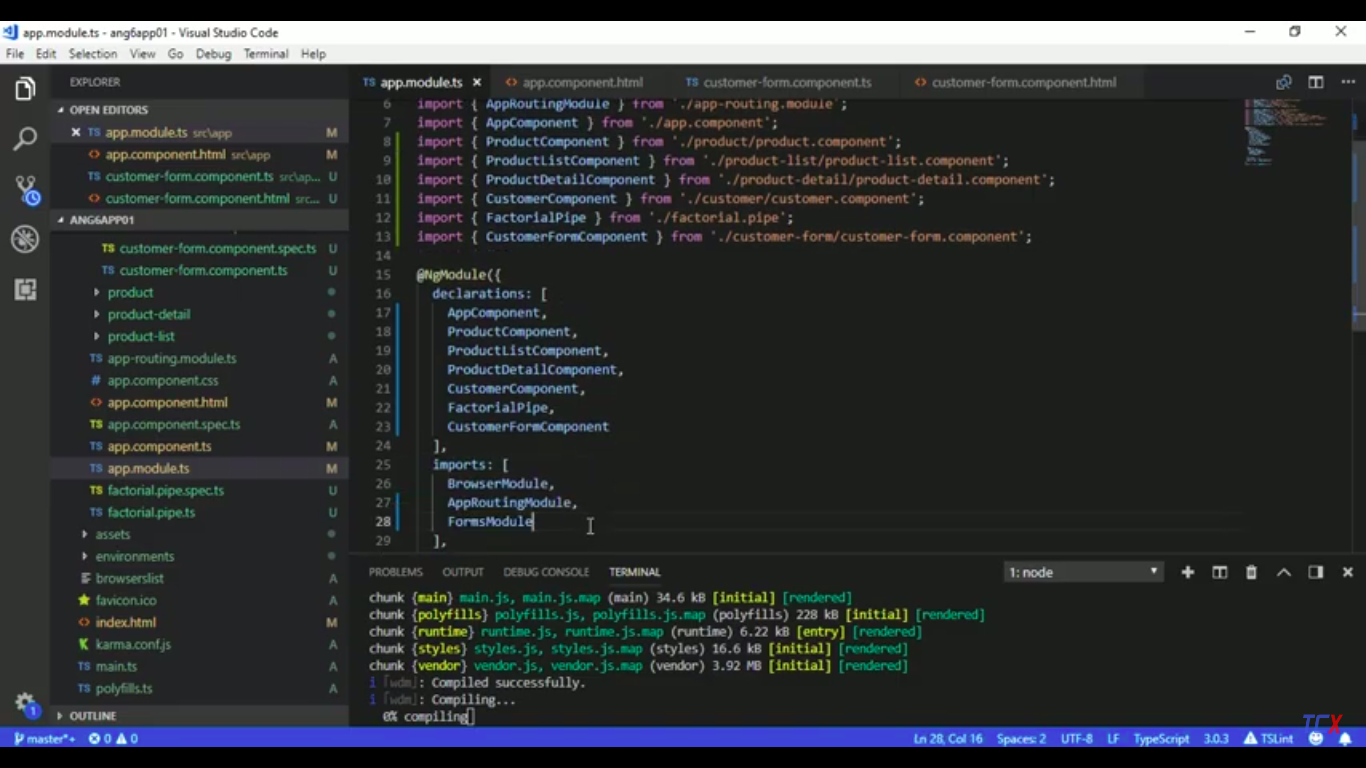 app.module.ts - ang6app01 - Visual Studio Code
File Edit Selection View Go Debug Terminal Help
EXPLORER
OPEN EDITORS
TS app.module.ts src\app M
<> app.component.html src\app M
TS customer-form.component.ts src\ap... U
<> customer-form.component.html src... U
ANG6APP01
TS customer-form.component.spec.ts U
TS customer-form.component.ts U
product
product-detail
product-list
TS app-routing.module.ts A
# app.component.css A
<> app.component.html M
TS app.component.spec.ts A
TS app.component.ts M
TS app.module.ts M
TS factorial.pipe.spec.ts U
TS factorial.pipe.ts U
assets
environments
browserslist A
favicon.ico A
<> index.html M
karma.conf.js A
TS main.ts A
TS polyfills.ts A
OUTLINE
1
TS app.module.ts <> app.component.html TS customer-form.component.ts <> customer-form.component.html
6 import { AppRoutingModule } from './app-routing.module';
7 import { AppComponent } from './app.component';
8 import { ProductComponent } from './product/product.component';
9 import { ProductListComponent } from './product-list/product-list.component';
10 import { ProductDetailComponent } from './product-detail/product-detail.component';
11 import { CustomerComponent } from './customer/customer.component';
12 import { FactorialPipe } from './factorial.pipe';
13 import { CustomerFormComponent } from './customer-form/customer-form.component';
14
15 @NgModule({
16 declarations: [
17 AppComponent,
18 ProductComponent,
19 ProductListComponent,
20 ProductDetailComponent,
21 CustomerComponent,
22 FactorialPipe,
23 CustomerFormComponent
24 ],
25 imports: [
26 BrowserModule,
27 AppRoutingModule,
28 FormsModule
29 ],
PROBLEMS OUTPUT DEBUG CONSOLE TERMINAL 1: node
chunk {main} main.js, main.js.map (main) 34.6 kB [initial] [rendered]
chunk {polyfills} polyfills.js, polyfills.js.map (polyfills) 228 kB [initial] [rendered]
chunk {runtime} runtime.js, runtime.js.map (runtime) 6.22 kB [entry] [rendered]
chunk {styles} styles.js, styles.js.map (styles) 16.6 kB [initial] [rendered]
chunk {vendor} vendor.js, vendor.js.map (vendor) 3.92 MB [initial] [rendered]
i ｢wdm｣: Compiled successfully.
i ｢wdm｣: Compiling...
0% compiling
TCX
master*+ 0 0 Ln 28, Col 16 Spaces: 2 UTF-8 LF TypeScript 3.0.3 TSLint